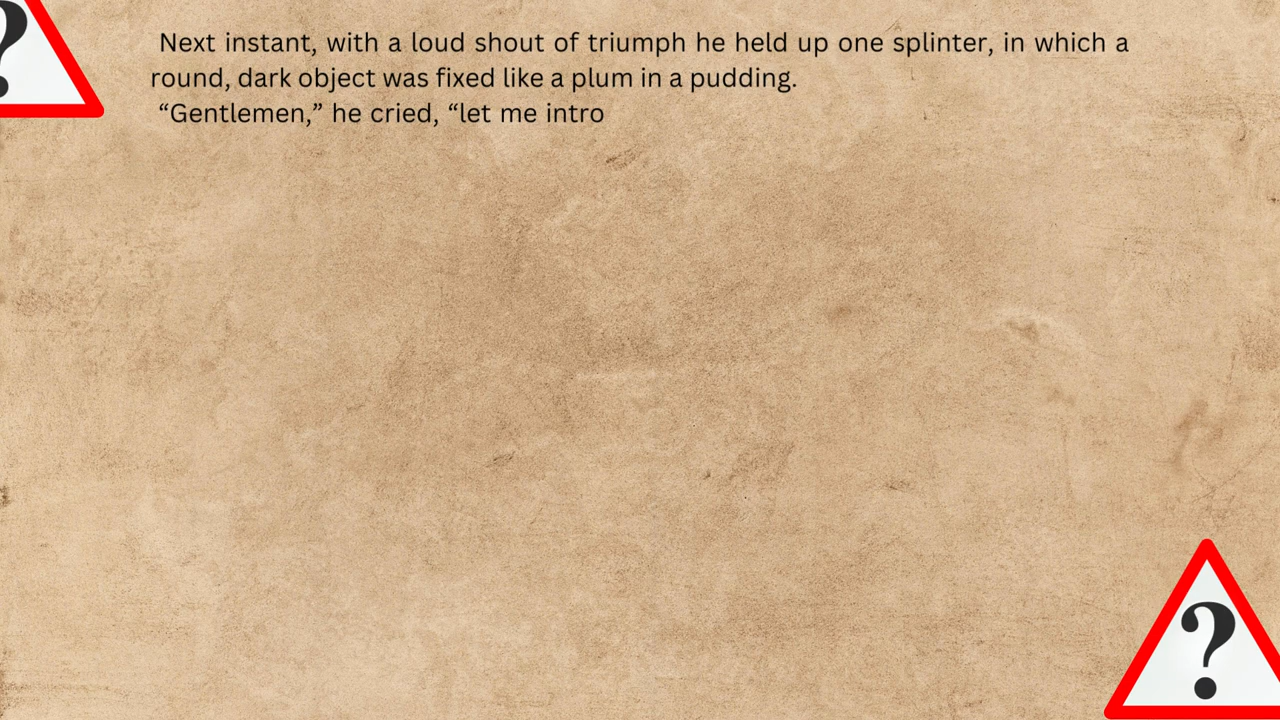 ?
Next instant, with a loud shout of triumph he held up one splinter, in which a
round, dark object was fixed like a plum in a pudding.
“Gentlemen,” he cried, “let me intro
?